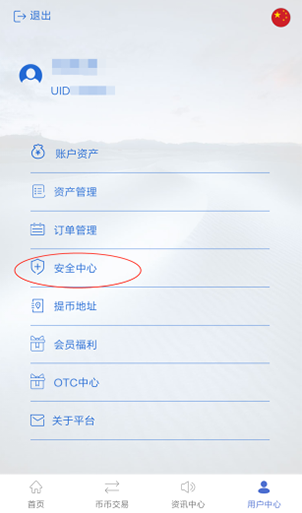 退出
UID
账户资产
资产管理
订单管理
安全中心
提币地址
会员福利
OTC中心
关于平台
首页
币币交易
资讯中心
用户中心